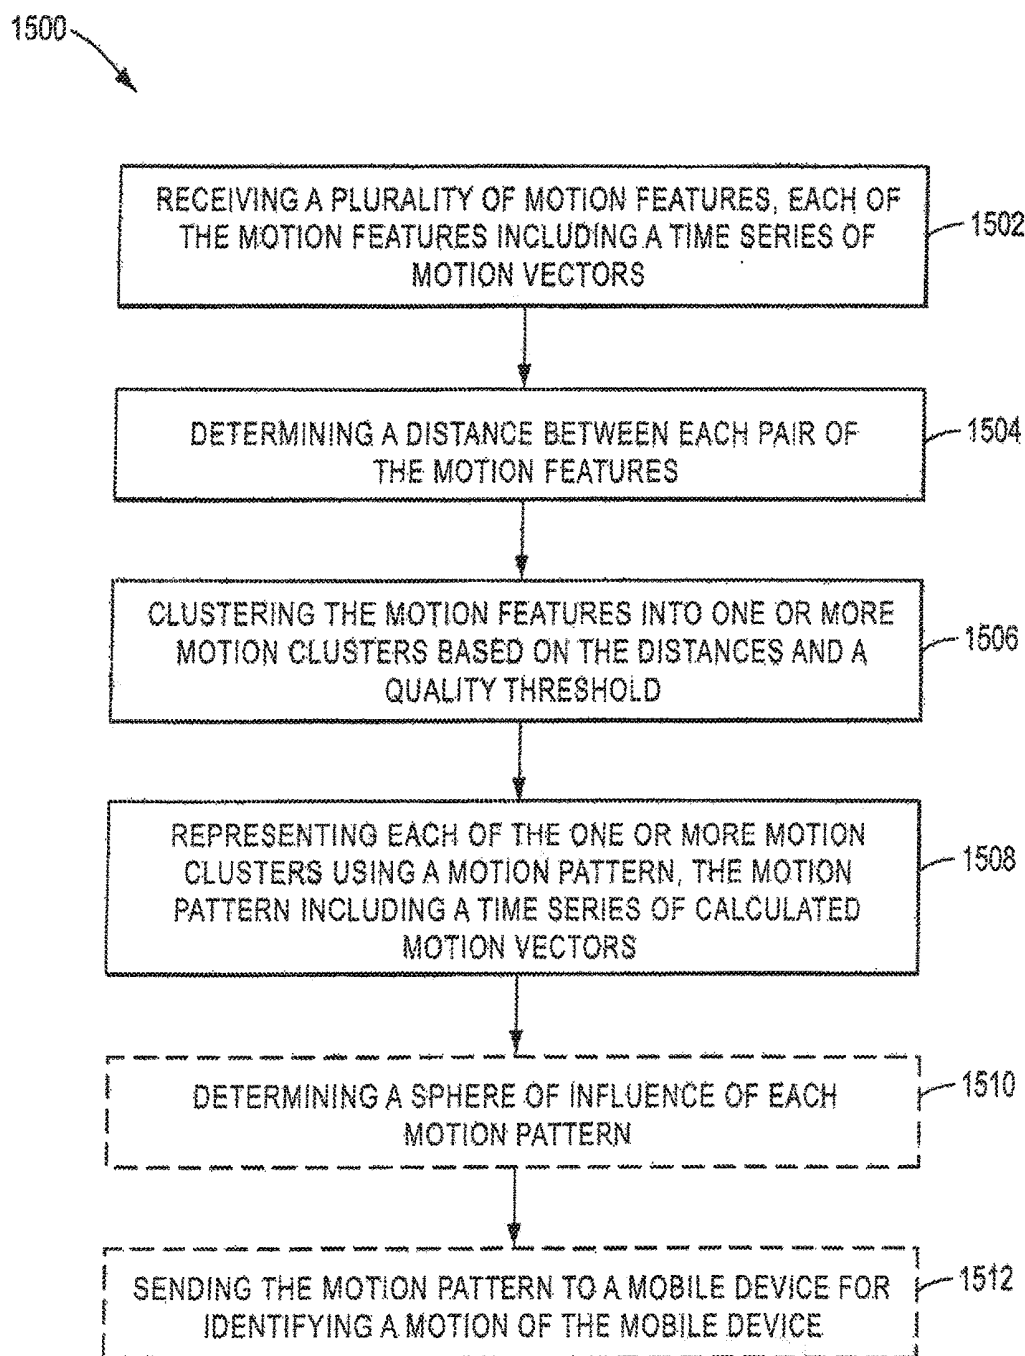 1500
RECEIVING A PLURALITY OF MOTION FEATURES, EACH OF
THE MOTION FEATURES INCLUDING A TIME SERIES OF
MOTION VECTORS
1502
DETERMINING A DISTANCE BETWEEN EACH PAIR OF
THE MOTION FEATURES
1504
CLUSTERING THE MOTION FEATURES INTO ONE OR MORE
MOTION CLUSTERS BASED ON THE DISTANCES AND A
QUALITY THRESHOLD
1506
REPRESENTING EACH OF THE ONE OR MORE MOTION
CLUSTERS USING A MOTION PATTERN, THE MOTION
PATTERN INCLUDING A TIME SERIES OF CALCULATED
MOTION VECTORS
1508
DETERMINING A SPHERE OF INFLUENCE OF EACH
MOTION PATTERN
1510
SENDING THE MOTION PATTERN TO A MOBILE DEVICE FOR
IDENTIFYING A MOTION OF THE MOBILE DEVICE
1512